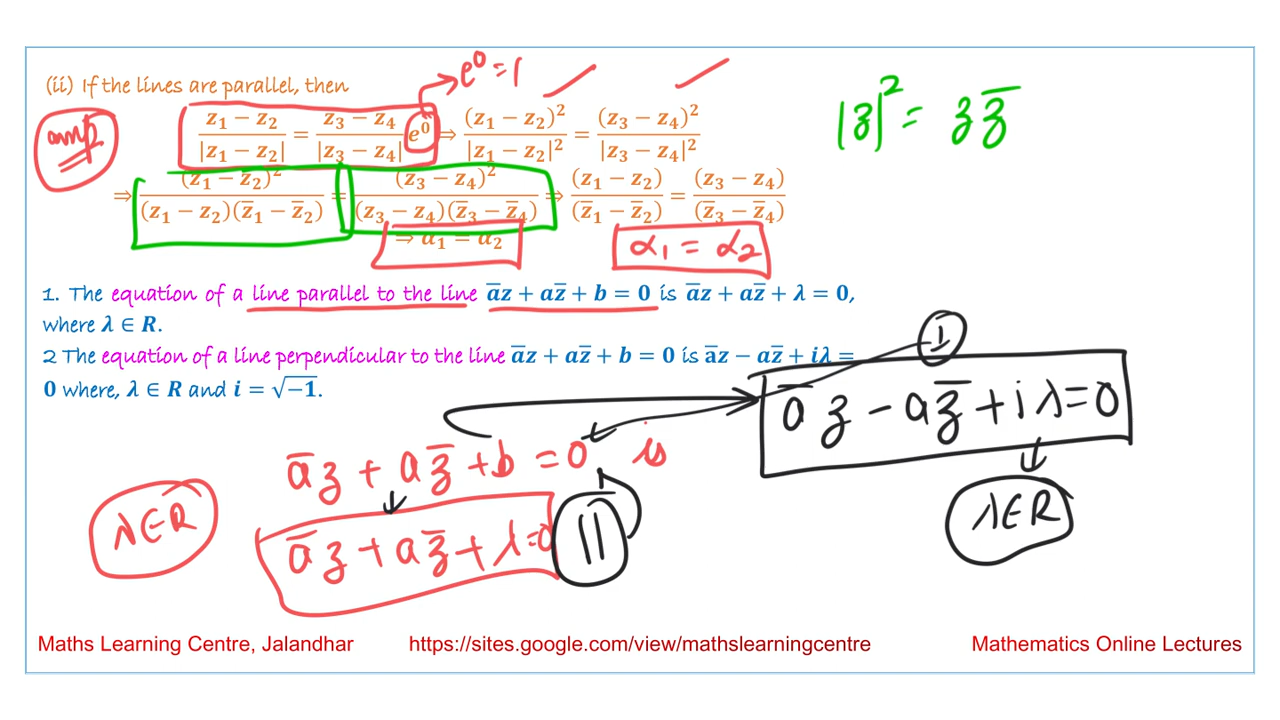 (ii) If the lines are parallel, then
e⁰ = 1
|z|² = z z̄
imp
(z₁ − z₂)/|z₁ − z₂| = (z₃ − z₄)/|z₃ − z₄| e⁰ ⇒ (z₁ − z₂)²/|z₁ − z₂|² = (z₃ − z₄)²/|z₃ − z₄|²
⇒ (z₁ − z₂)²/(z₁ − z₂)(z̄₁ − z̄₂) = (z₃ − z₄)²/(z₃ − z₄)(z̄₃ − z̄₄) ⇒ (z₁ − z₂)/(z̄₁ − z̄₂) = (z₃ − z₄)/(z̄₃ − z̄₄)
⇒ α₁ = α₂
α₁ = α₂
1. The equation of a line parallel to the line āz + az̄ + b = 0 is āz + az̄ + λ = 0,
where λ ∈ R.
2 The equation of a line perpendicular to the line āz + az̄ + b = 0 is āz − az̄ + iλ =
0 where, λ ∈ R and i = √−1.
āz − az̄ + iλ = 0
āz + az̄ + b = 0 is
λ ∈ R
λ ∈ R
āz + az̄ + λ = 0
||
Maths Learning Centre, Jalandhar https://sites.google.com/view/mathslearningcentre Mathematics Online Lectures